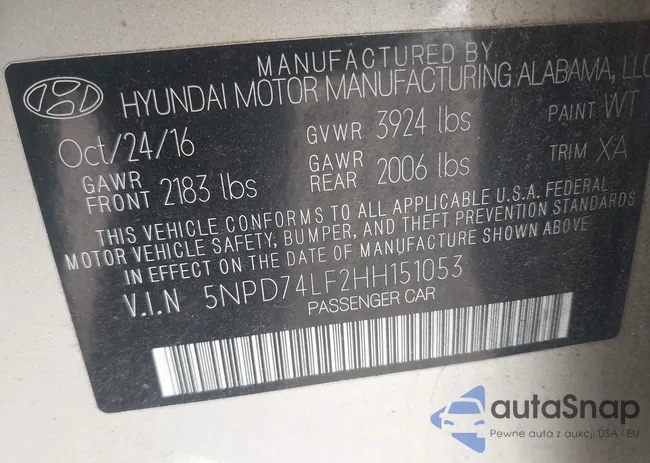 MANUFACTURED BY
HYUNDAI MOTOR MANUFACTURING ALABAMA, LLC
Oct/24/16 GVWR 3924 lbs PAINT WT
GAWR FRONT 2183 lbs GAWR REAR 2006 lbs TRIM XA
THIS VEHICLE CONFORMS TO ALL APPLICABLE U.S.A. FEDERAL
MOTOR VEHICLE SAFETY, BUMPER, AND THEFT PREVENTION STANDARDS
IN EFFECT ON THE DATE OF MANUFACTURE SHOWN ABOVE
V.I.N 5NPD74LF2HH151053
PASSENGER CAR
autaSnap
Pewne auta z aukcji USA i EU